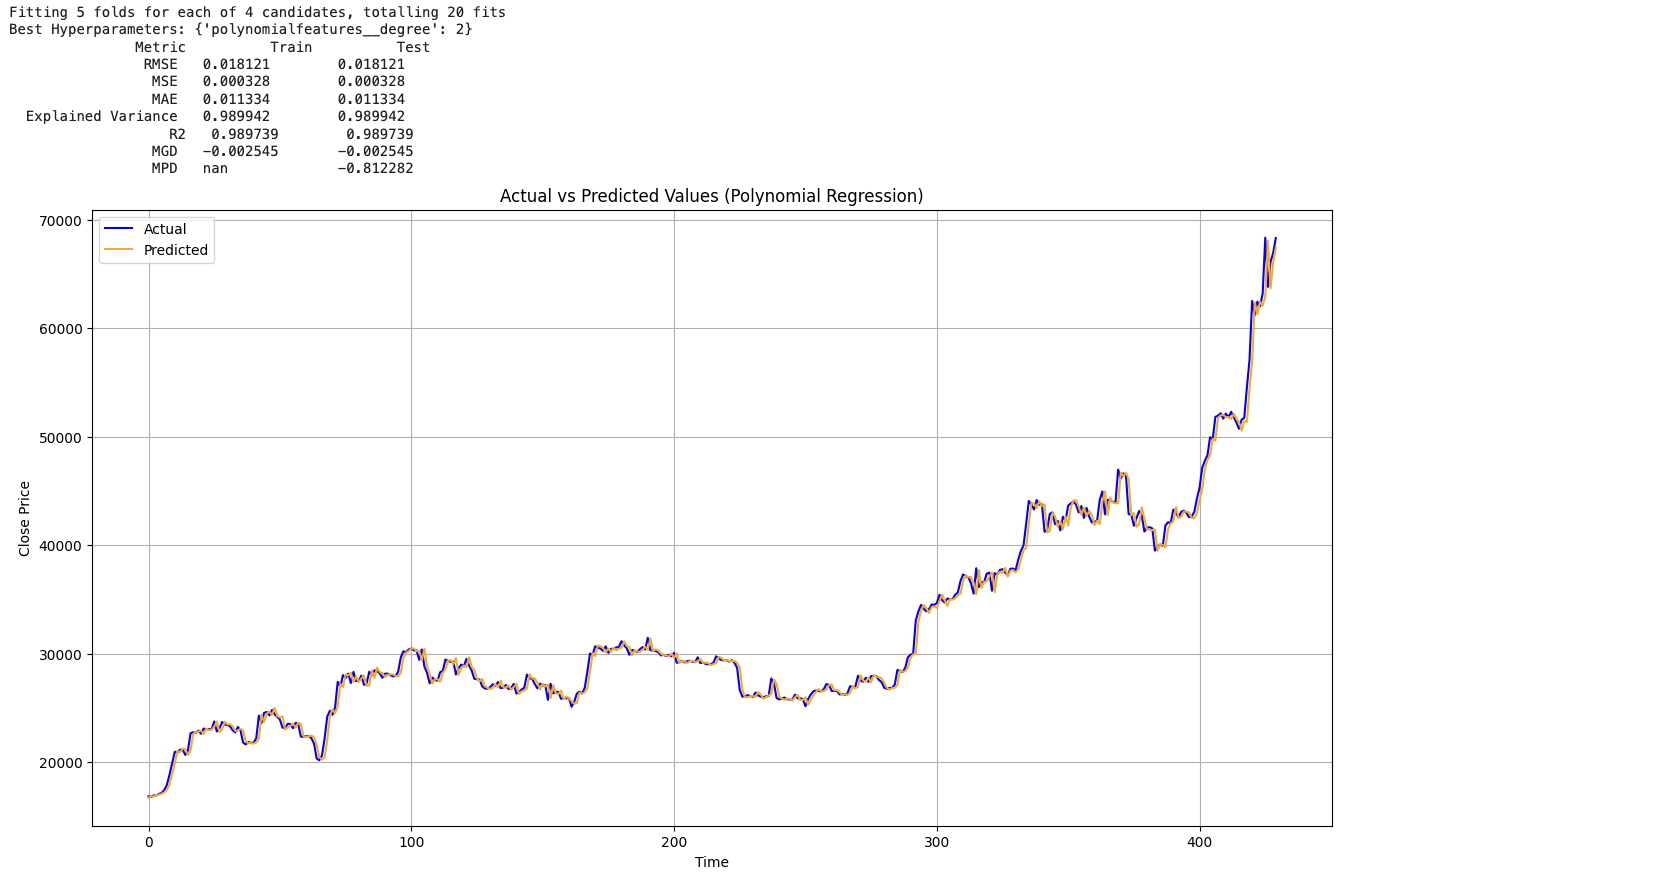 Fitting 5 folds for each of 4 candidates, totalling 20 fits
Best Hyperparameters: {'polynomialfeatures__degree': 2}
Metric Train Test
RMSE 0.018121 0.018121
MSE 0.000328 0.000328
MAE 0.011334 0.011334
Explained Variance 0.989942 0.989942
R2 0.989739 0.989739
MGD −0.002545 −0.002545
MPD nan −0.812282
Actual vs Predicted Values (Polynomial Regression)
Actual
Predicted
70000
60000
50000
40000
30000
20000
Close Price
0 100 200 300 400
Time